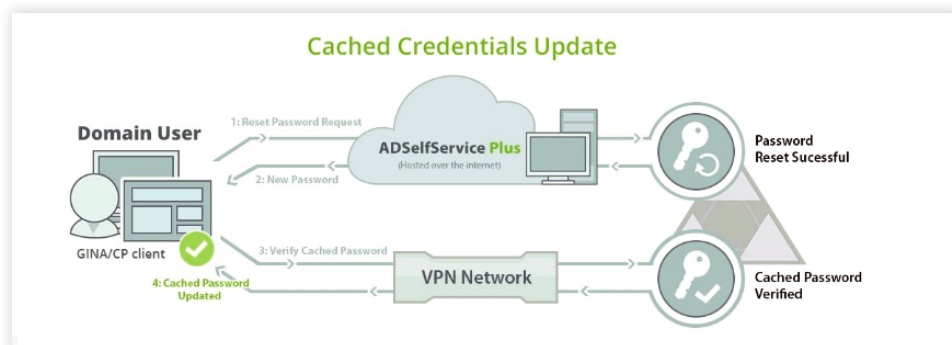 Cached Credentials Update
Domain User
1: Reset Password Request
ADSelfService Plus
(Hosted over the internet)
2: New Password
Password
Reset Sucessful
GINA/CP client
3: Verify Cached Password
VPN Network
4: Cached Password
Updated
Cached Password
Verified